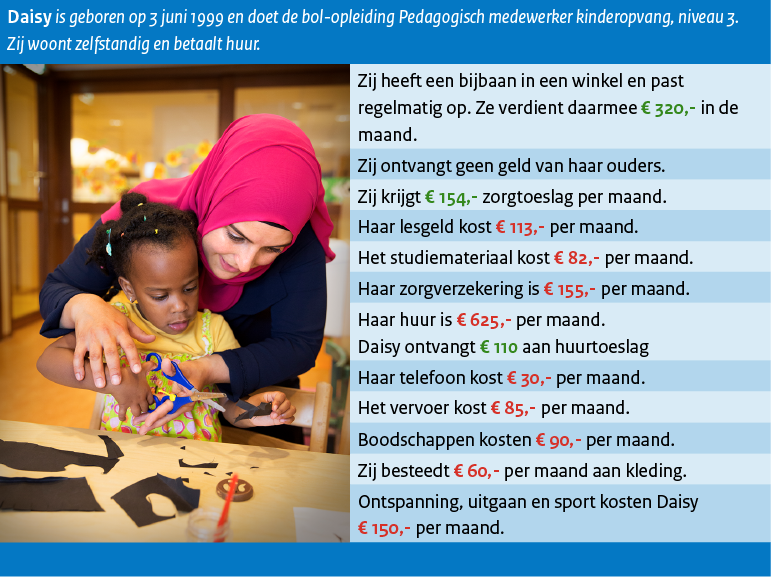 Daisy is geboren op 3 juni 1999 en doet de bol-opleiding Pedagogisch medewerker kinderopvang, niveau 3.
Zij woont zelfstandig en betaalt huur.
Zij heeft een bijbaan in een winkel en past
regelmatig op. Ze verdient daarmee € 320,- in de
maand.
Zij ontvangt geen geld van haar ouders.
Zij krijgt € 154,- zorgtoeslag per maand.
Haar lesgeld kost € 113,- per maand.
Het studiemateriaal kost € 82,- per maand.
Haar zorgverzekering is € 155,- per maand.
Haar huur is € 625,- per maand.
Daisy ontvangt € 110 aan huurtoeslag
Haar telefoon kost € 30,- per maand.
Het vervoer kost € 85,- per maand.
Boodschappen kosten € 90,- per maand.
Zij besteedt € 60,- per maand aan kleding.
Ontspanning, uitgaan en sport kosten Daisy
€ 150,- per maand.